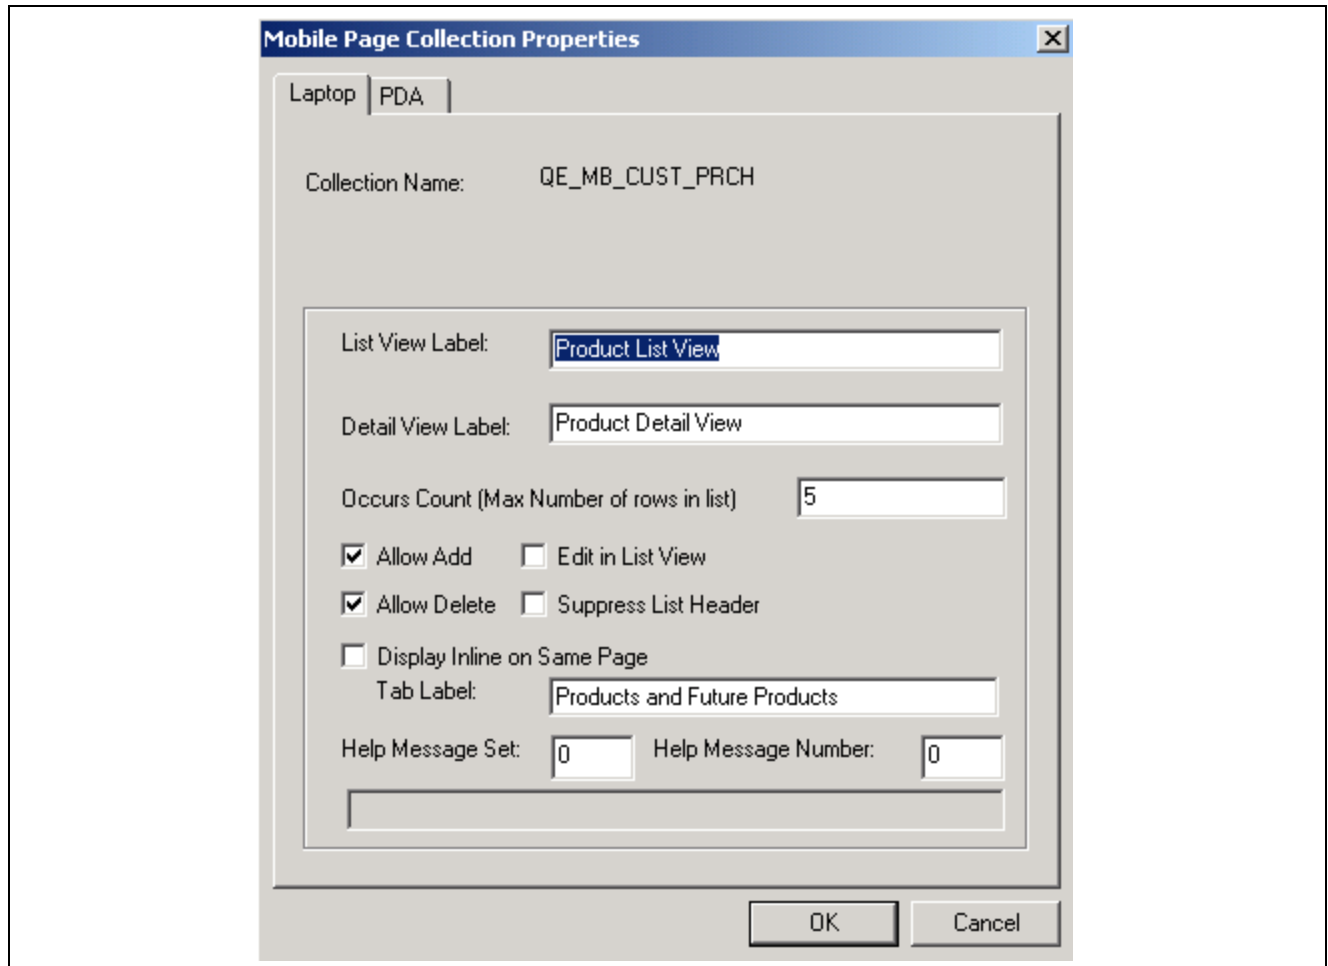 Mobile Page Collection Properties
Laptop PDA
Collection Name: QE_MB_CUST_PRCH
List View Label: Product List View
Detail View Label: Product Detail View
Occurs Count (Max Number of rows in list) 5
Allow Add Edit in List View
Allow Delete Suppress List Header
Display Inline on Same Page
Tab Label: Products and Future Products
Help Message Set: 0 Help Message Number: 0
OK Cancel